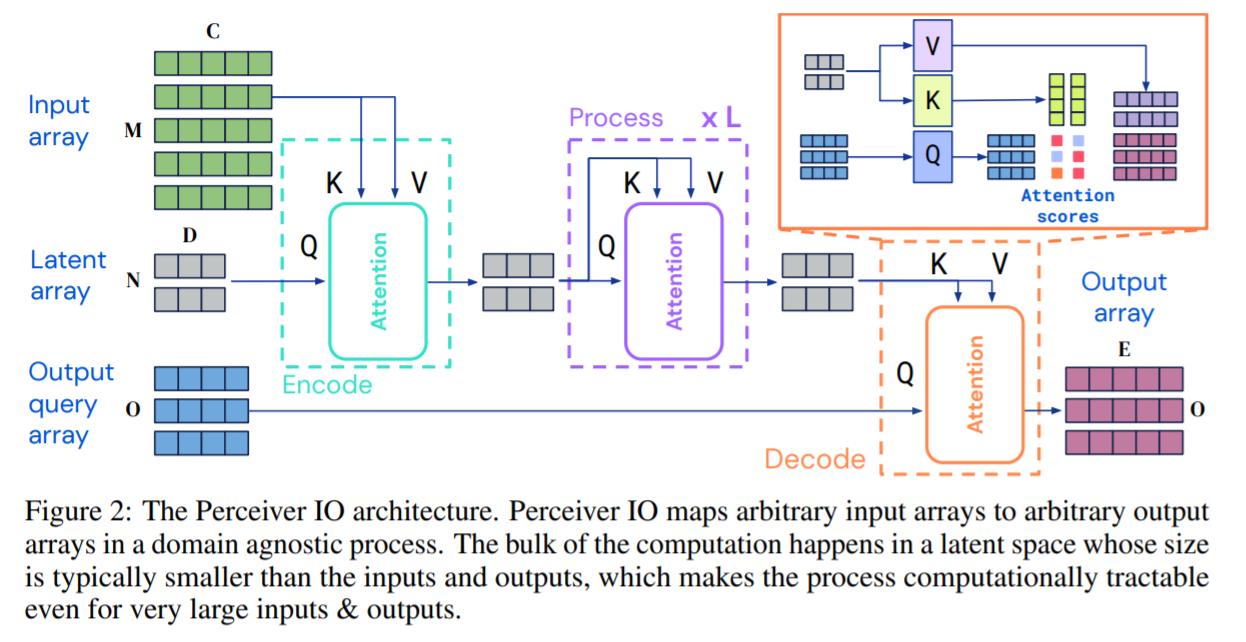 C
Input
array
M
D
Latent
array
N
Output
query
array
O
K
V
Q
Attention
Encode
Process
x L
K
V
Q
Attention
V
K
Q
Attention
scores
K
V
Q
Attention
Decode
Output
array
E
O
Figure 2: The Perceiver IO architecture. Perceiver IO maps arbitrary input arrays to arbitrary output
arrays in a domain agnostic process. The bulk of the computation happens in a latent space whose size
is typically smaller than the inputs and outputs, which makes the process computationally tractable
even for very large inputs & outputs.